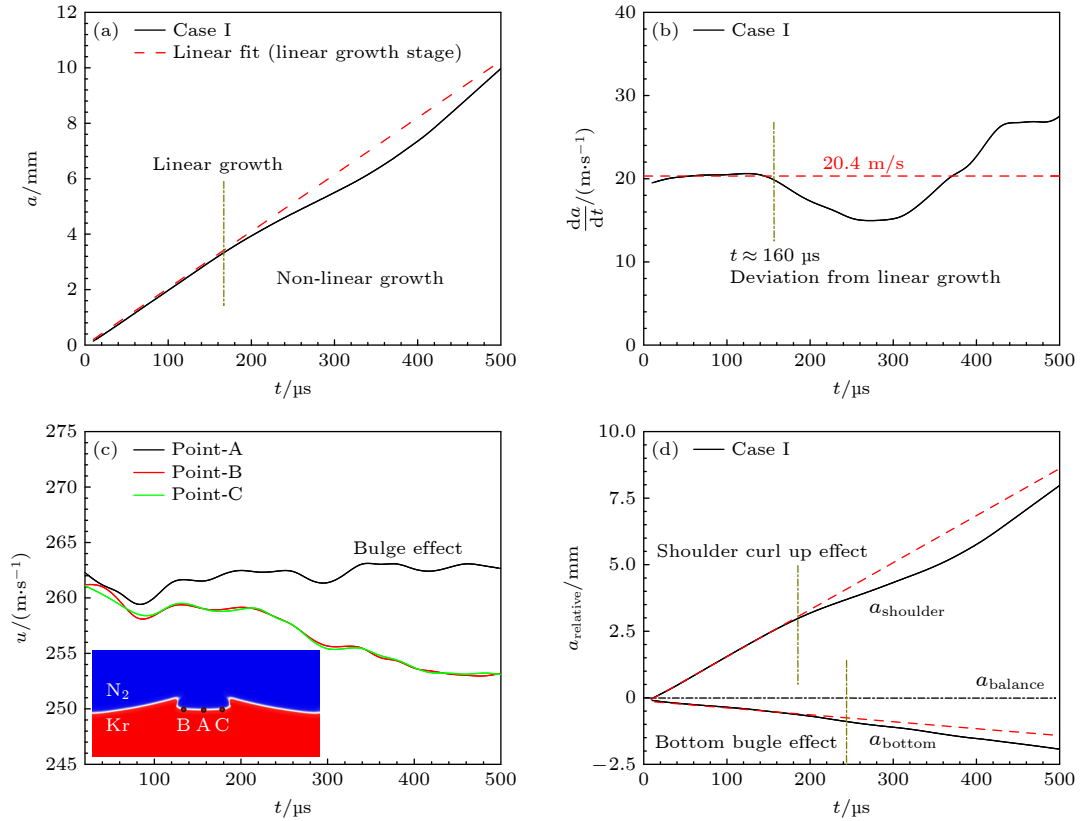 (a)
Case I
Linear fit (linear growth stage)
Linear growth
Non-linear growth
a/mm
12
10
8
6
4
2
0
0
100
200
300
400
500
t/µs
(b)
Case I
20.4 m/s
t ≈ 160 µs
Deviation from linear growth
da/dt/(m·s⁻¹)
40
30
20
10
0
0
100
200
300
400
500
t/µs
(c)
Point-A
Point-B
Point-C
Bulge effect
N₂
Kr
B A C
u/(m·s⁻¹)
275
270
265
260
255
250
245
100
200
300
400
500
t/µs
(d)
Case I
Shoulder curl up effect
a_shoulder
a_balance
Bottom bugle effect
a_bottom
a_relative/mm
10.0
7.5
5.0
2.5
0
−2.5
0
100
200
300
400
500
t/µs